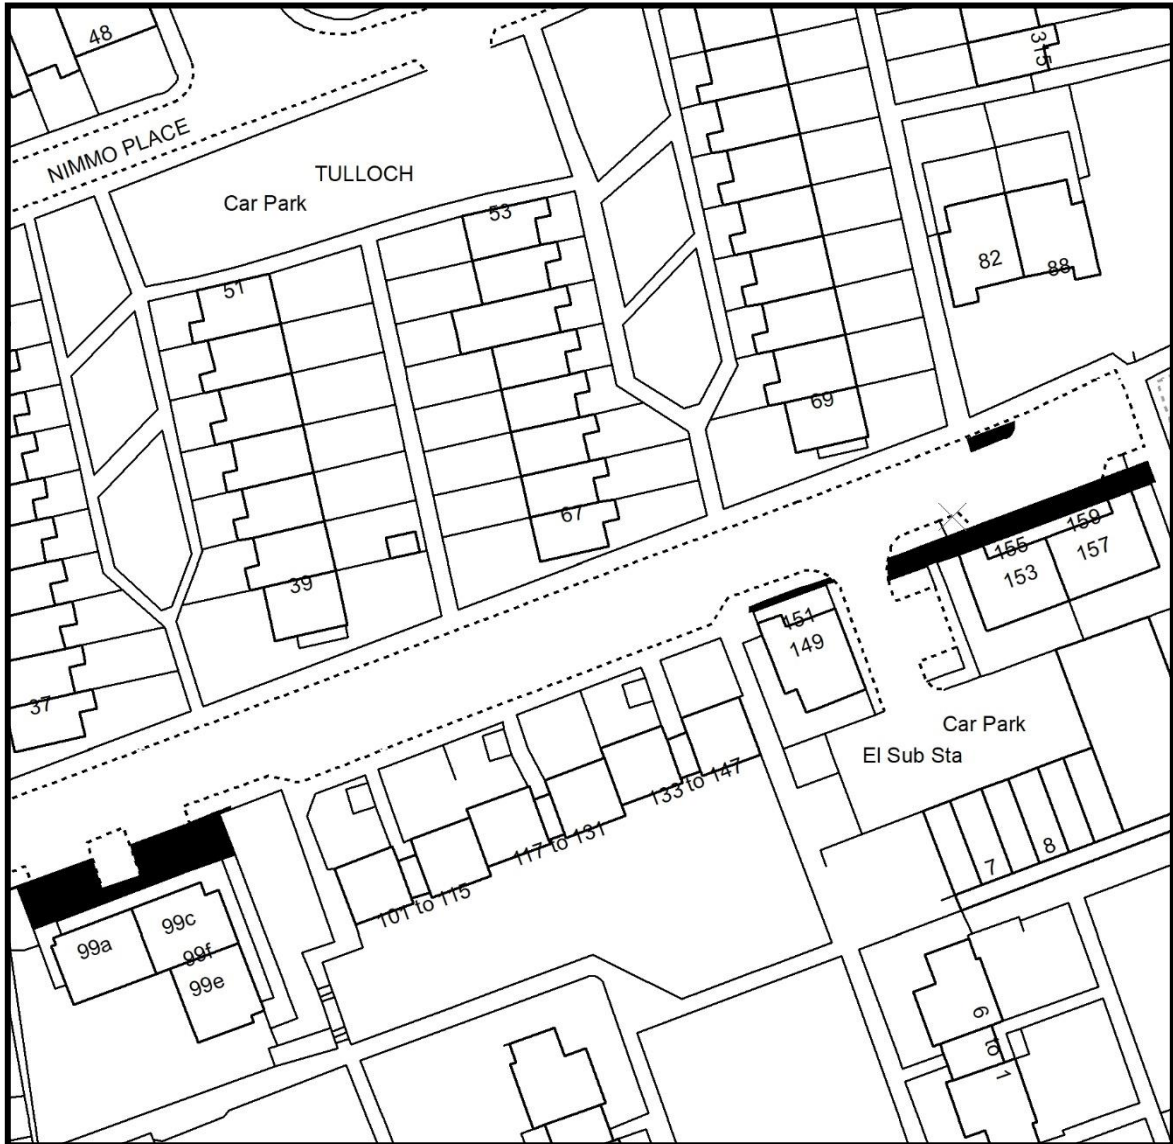 48
315
NIMMO PLACE
TULLOCH
Car Park
53
82
88
51
69
67
39
155
159
153
157
151
149
37
Car Park
El Sub Sta
133 to 147
117 to 131
101 to 115
7
8
99a
99c
99f
99e
6 to 1